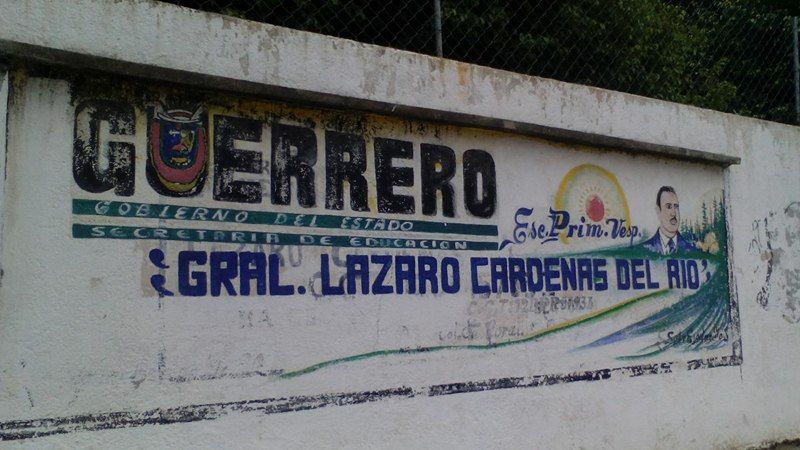 GUERRERO
GOBIERNO DEL ESTADO
SECRETARIA DE EDUCACION
Esc. Prim. Vesp.
"GRAL. LAZARO CARDENAS DEL RIO"